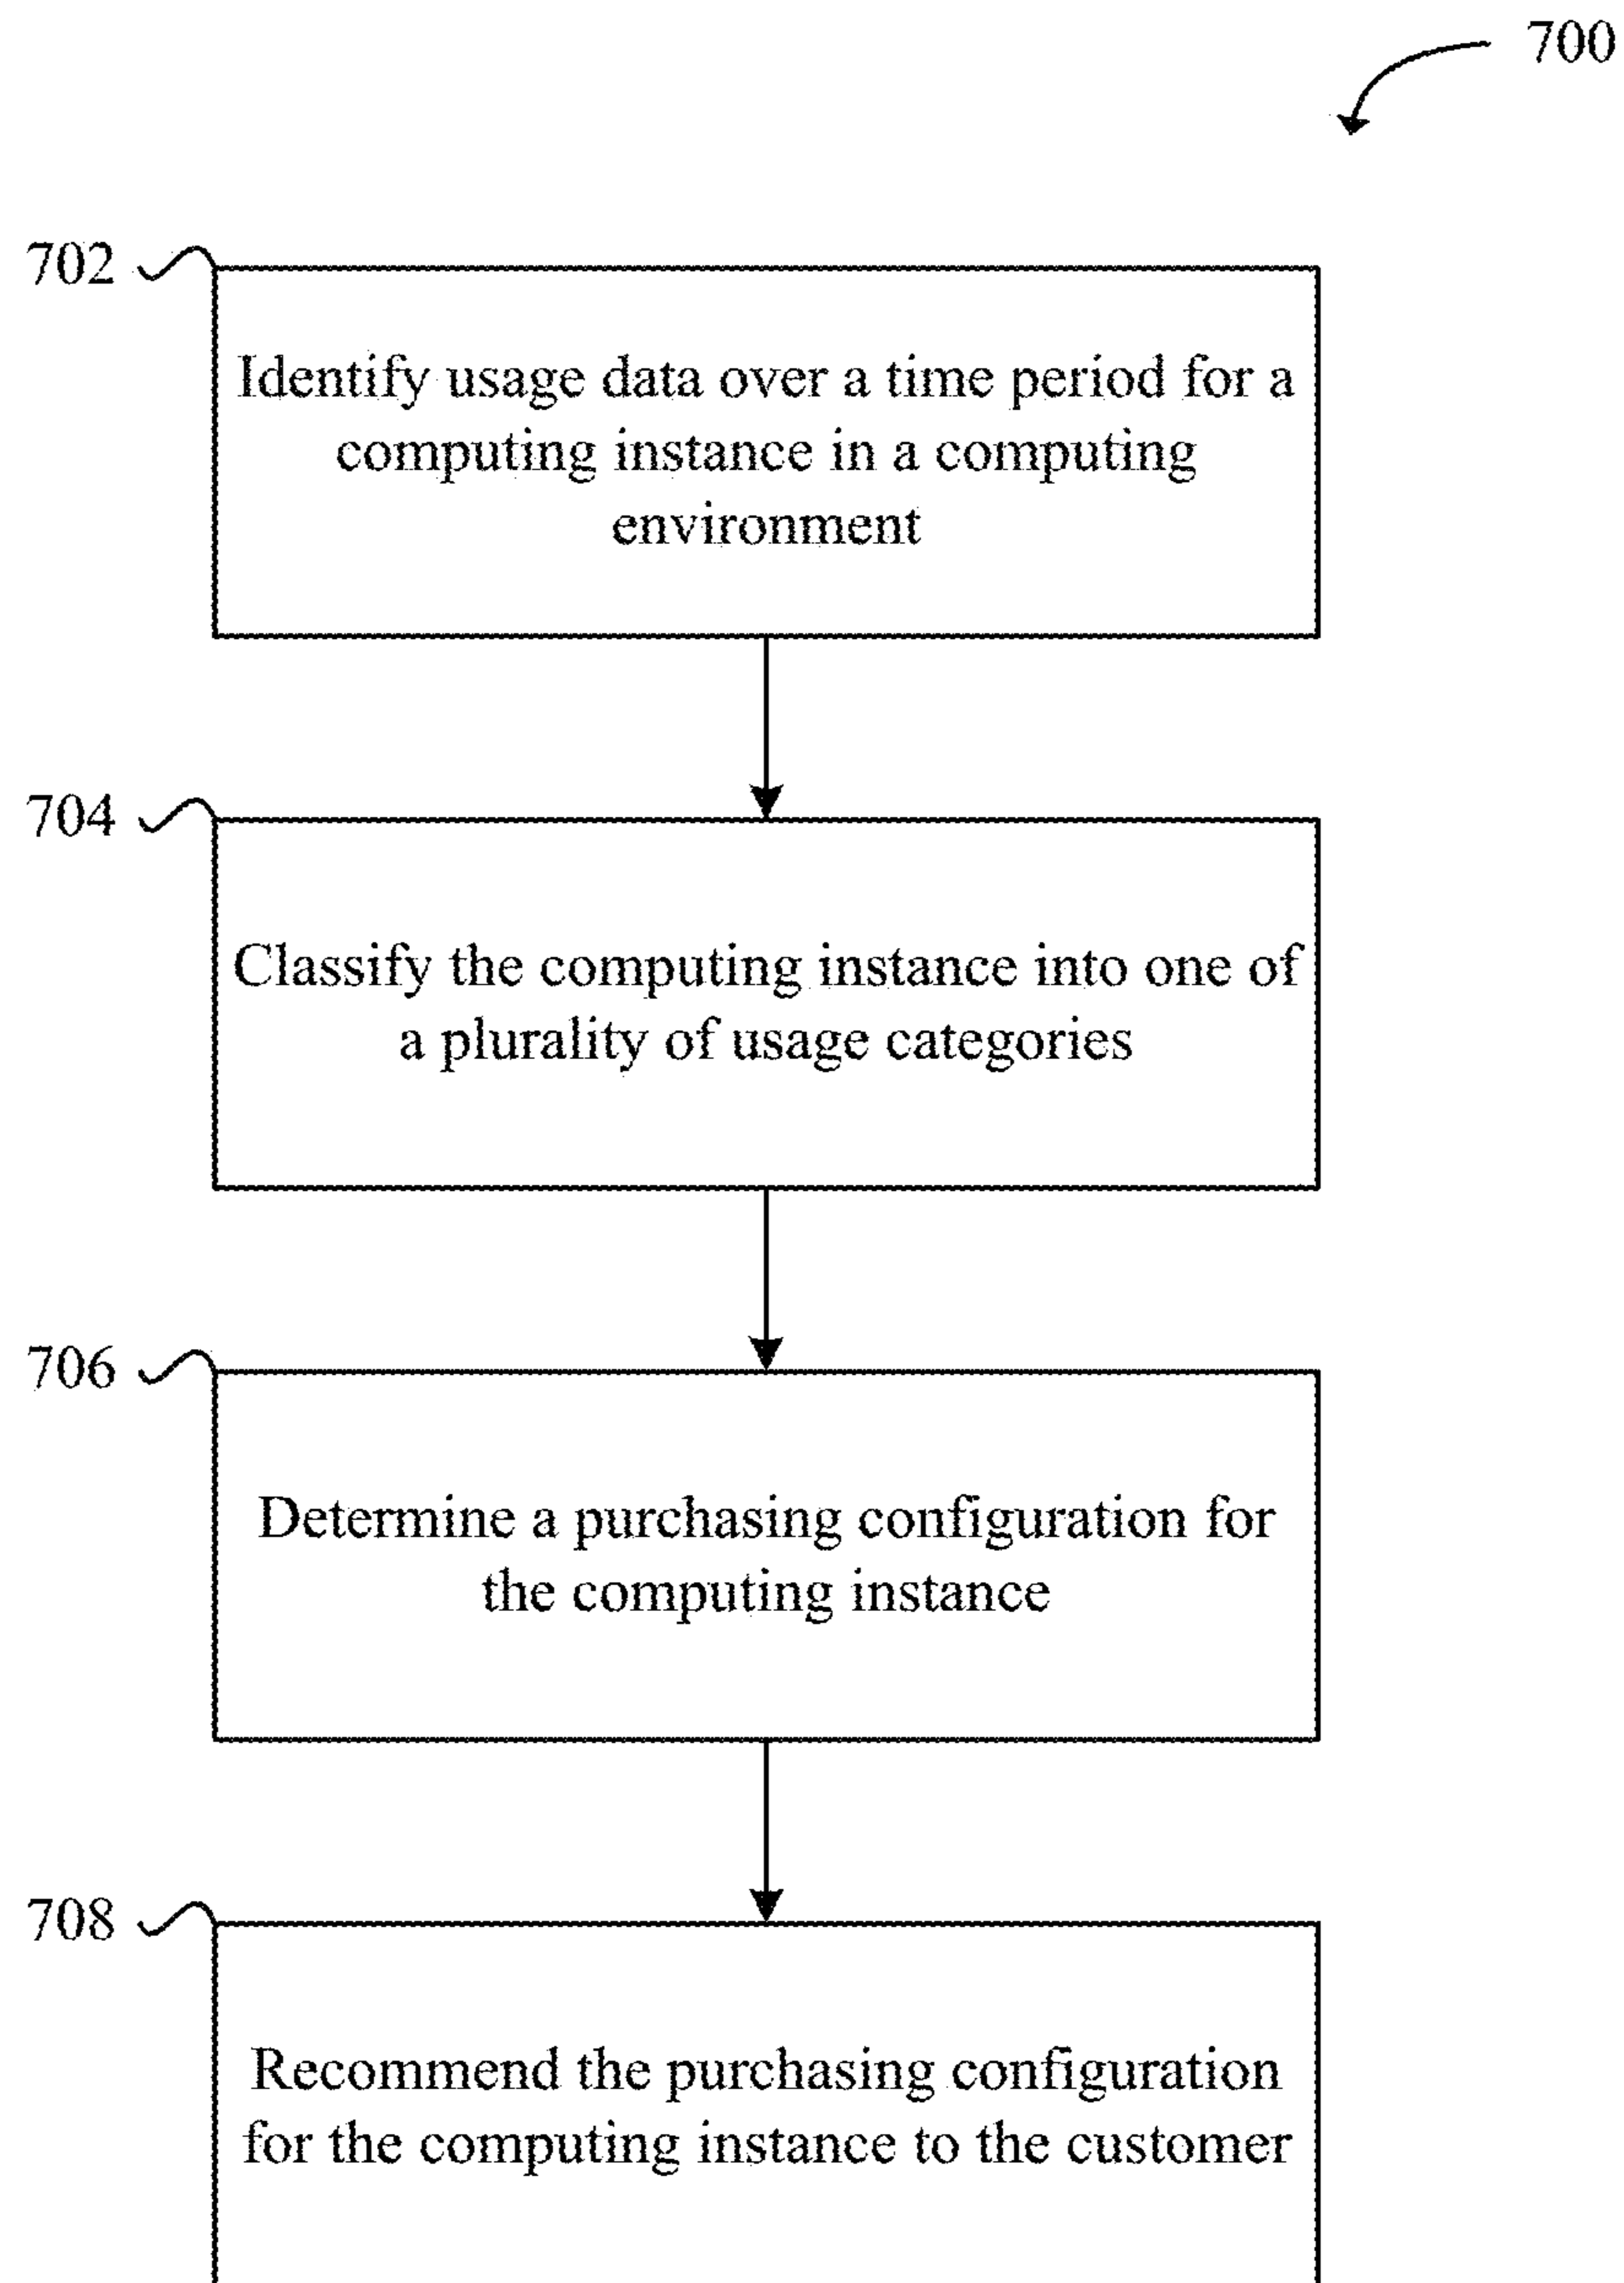 700
702
Identify usage data over a time period for a
computing instance in a computing
environment
704
Classify the computing instance into one of
a plurality of usage categories
706
Determine a purchasing configuration for
the computing instance
708
Recommend the purchasing configuration
for the computing instance to the customer